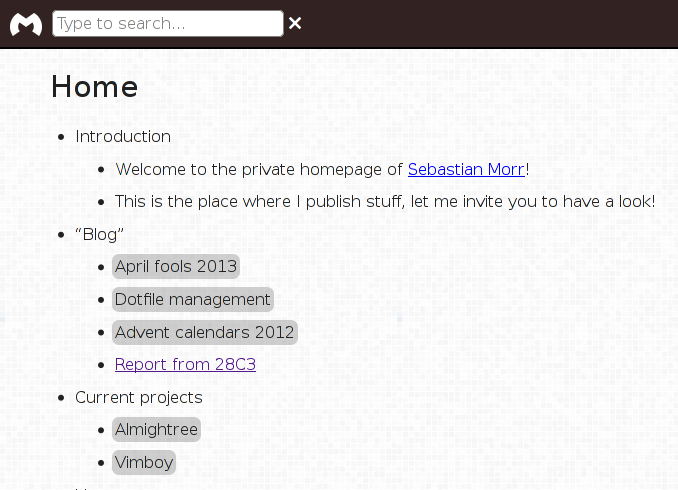 Type to search...
Home
Introduction
Welcome to the private homepage of Sebastian Morr!
This is the place where I publish stuff, let me invite you to have a look!
“Blog”
April fools 2013
Dotfile management
Advent calendars 2012
Report from 28C3
Current projects
Almightree
Vimboy